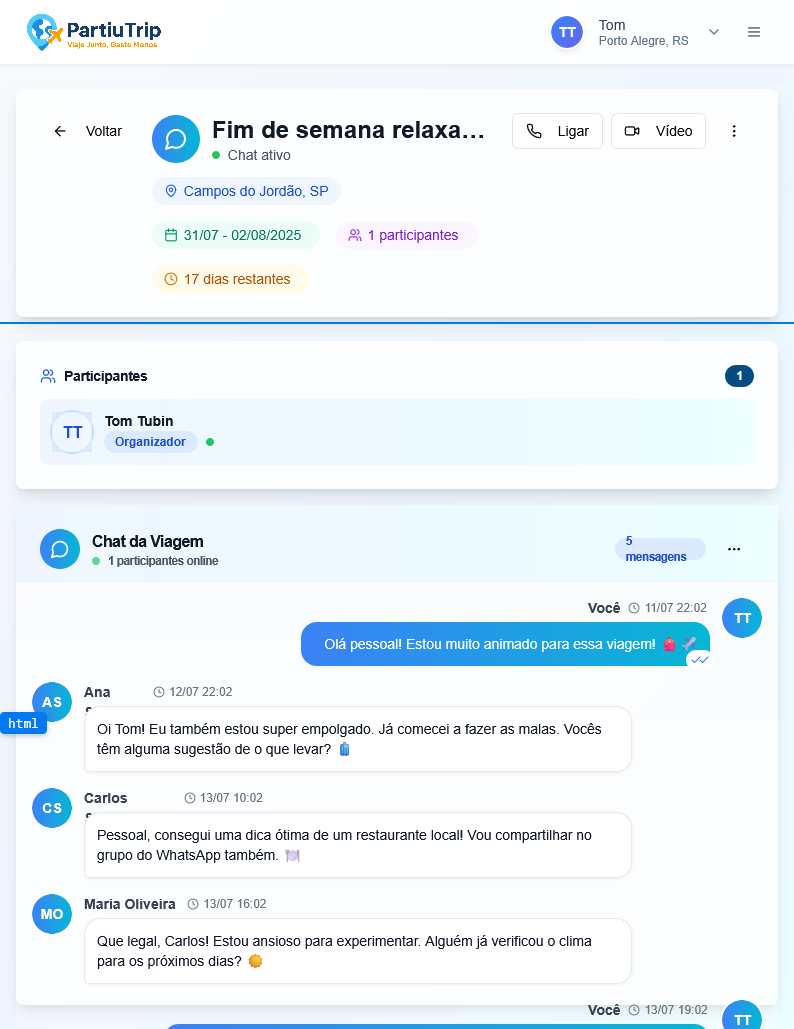 PartiuTrip
Viaje Junto, Gaste Menos
TT
Tom
Porto Alegre, RS
Voltar
Fim de semana relaxa...
Chat ativo
Ligar
Vídeo
Campos do Jordão, SP
31/07 - 02/08/2025
1 participantes
17 dias restantes
Participantes
1
TT
Tom Tubin
Organizador
Chat da Viagem
1 participantes online
5
mensagens
Você 11/07 22:02
TT
Olá pessoal! Estou muito animado para essa viagem!
AS
Ana 12/07 22:02
html
Oi Tom! Eu também estou super empolgado. Já comecei a fazer as malas. Vocês
têm alguma sugestão de o que levar?
CS
Carlos 13/07 10:02
Pessoal, consegui uma dica ótima de um restaurante local! Vou compartilhar no
grupo do WhatsApp também.
MO
Maria Oliveira 13/07 16:02
Que legal, Carlos! Estou ansioso para experimentar. Alguém já verificou o clima
para os próximos dias?
Você 13/07 19:02
TT